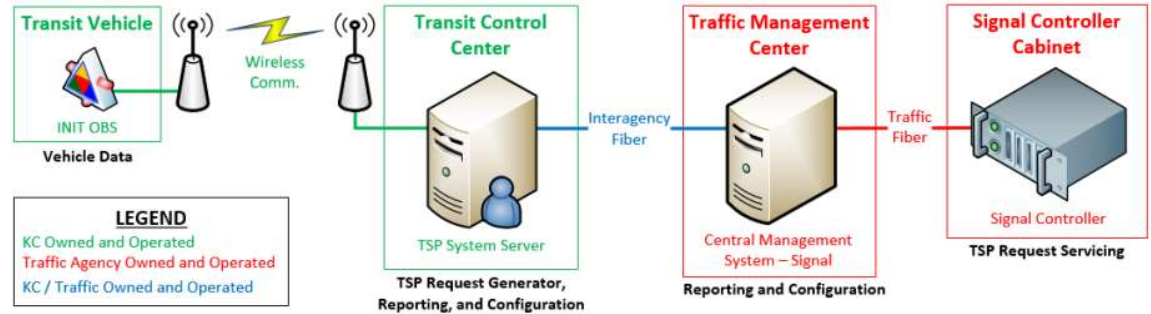 Transit Vehicle
INIT OBS
Vehicle Data
Wireless
Comm.
Transit Control
Center
TSP System Server
TSP Request Generator,
Reporting, and Configuration
Interagency
Fiber
Traffic Management
Center
Central Management
System – Signal
Reporting and Configuration
Traffic
Fiber
Signal Controller
Cabinet
Signal Controller
TSP Request Servicing
LEGEND
KC Owned and Operated
Traffic Agency Owned and Operated
KC / Traffic Owned and Operated